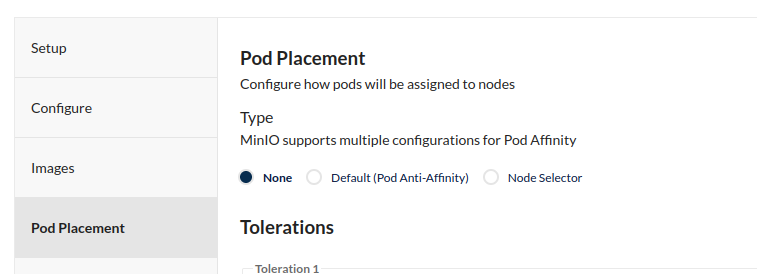 Setup
Configure
Images
Pod Placement
Pod Placement
Configure how pods will be assigned to nodes
Type
MinIO supports multiple configurations for Pod Affinity
None Default (Pod Anti-Affinity) Node Selector
Tolerations
Toleration 1